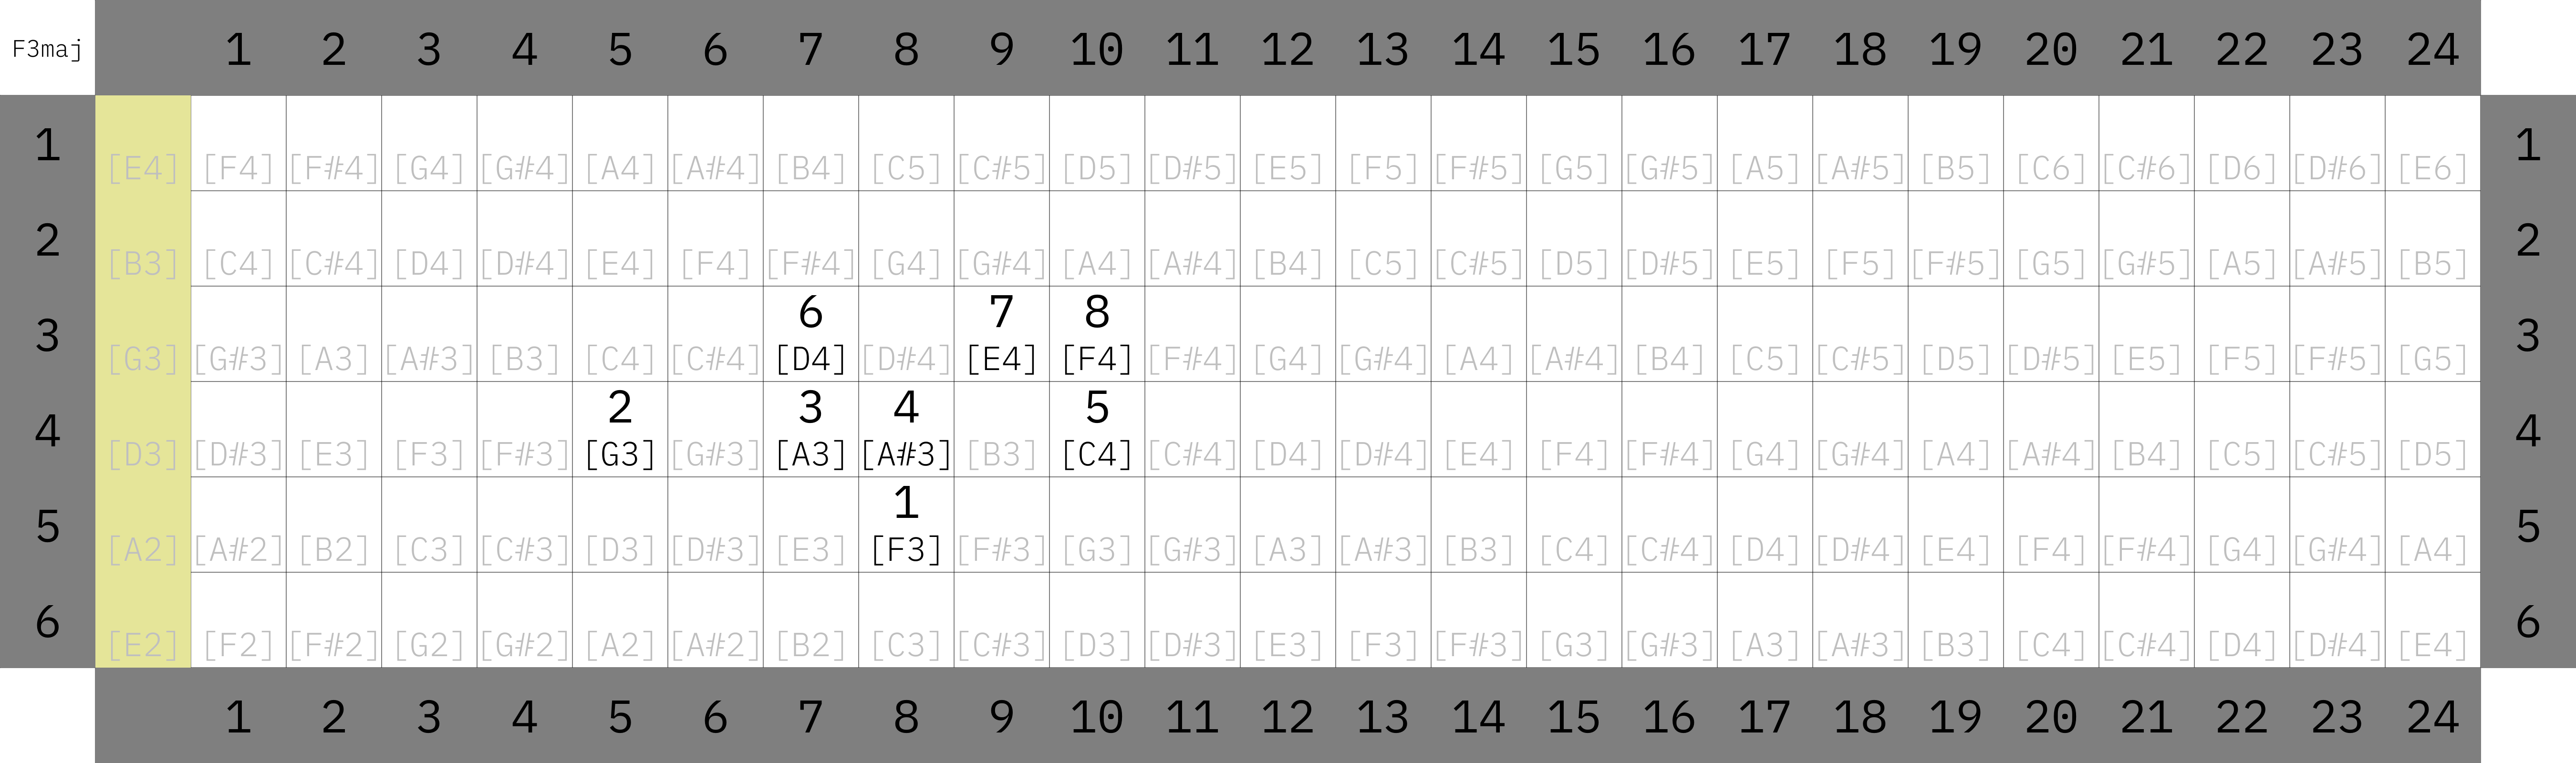 F3maj 1 2 3 4 5 6 7 8 9 10 11 12 13 14 15 16 17 18 19 20 21 22 23 24
1 [E4] [F4] [F#4] [G4] [G#4] [A4] [A#4] [B4] [C5] [C#5] [D5] [D#5] [E5] [F5] [F#5] [G5] [G#5] [A5] [A#5] [B5] [C6] [C#6] [D6] [D#6] [E6] 1
2 [B3] [C4] [C#4] [D4] [D#4] [E4] [F4] [F#4] [G4] [G#4] [A4] [A#4] [B4] [C5] [C#5] [D5] [D#5] [E5] [F5] [F#5] [G5] [G#5] [A5] [A#5] [B5] 2
6 7 8
3 [G3] [G#3] [A3] [A#3] [B3] [C4] [C#4] [D4] [D#4] [E4] [F4] [F#4] [G4] [G#4] [A4] [A#4] [B4] [C5] [C#5] [D5] [D#5] [E5] [F5] [F#5] [G5] 3
2 3 4 5
4 [D3] [D#3] [E3] [F3] [F#3] [G3] [G#3] [A3] [A#3] [B3] [C4] [C#4] [D4] [D#4] [E4] [F4] [F#4] [G4] [G#4] [A4] [A#4] [B4] [C5] [C#5] [D5] 4
1
5 [A2] [A#2] [B2] [C3] [C#3] [D3] [D#3] [E3] [F3] [F#3] [G3] [G#3] [A3] [A#3] [B3] [C4] [C#4] [D4] [D#4] [E4] [F4] [F#4] [G4] [G#4] [A4] 5
6 [E2] [F2] [F#2] [G2] [G#2] [A2] [A#2] [B2] [C3] [C#3] [D3] [D#3] [E3] [F3] [F#3] [G3] [G#3] [A3] [A#3] [B3] [C4] [C#4] [D4] [D#4] [E4] 6
1 2 3 4 5 6 7 8 9 10 11 12 13 14 15 16 17 18 19 20 21 22 23 24